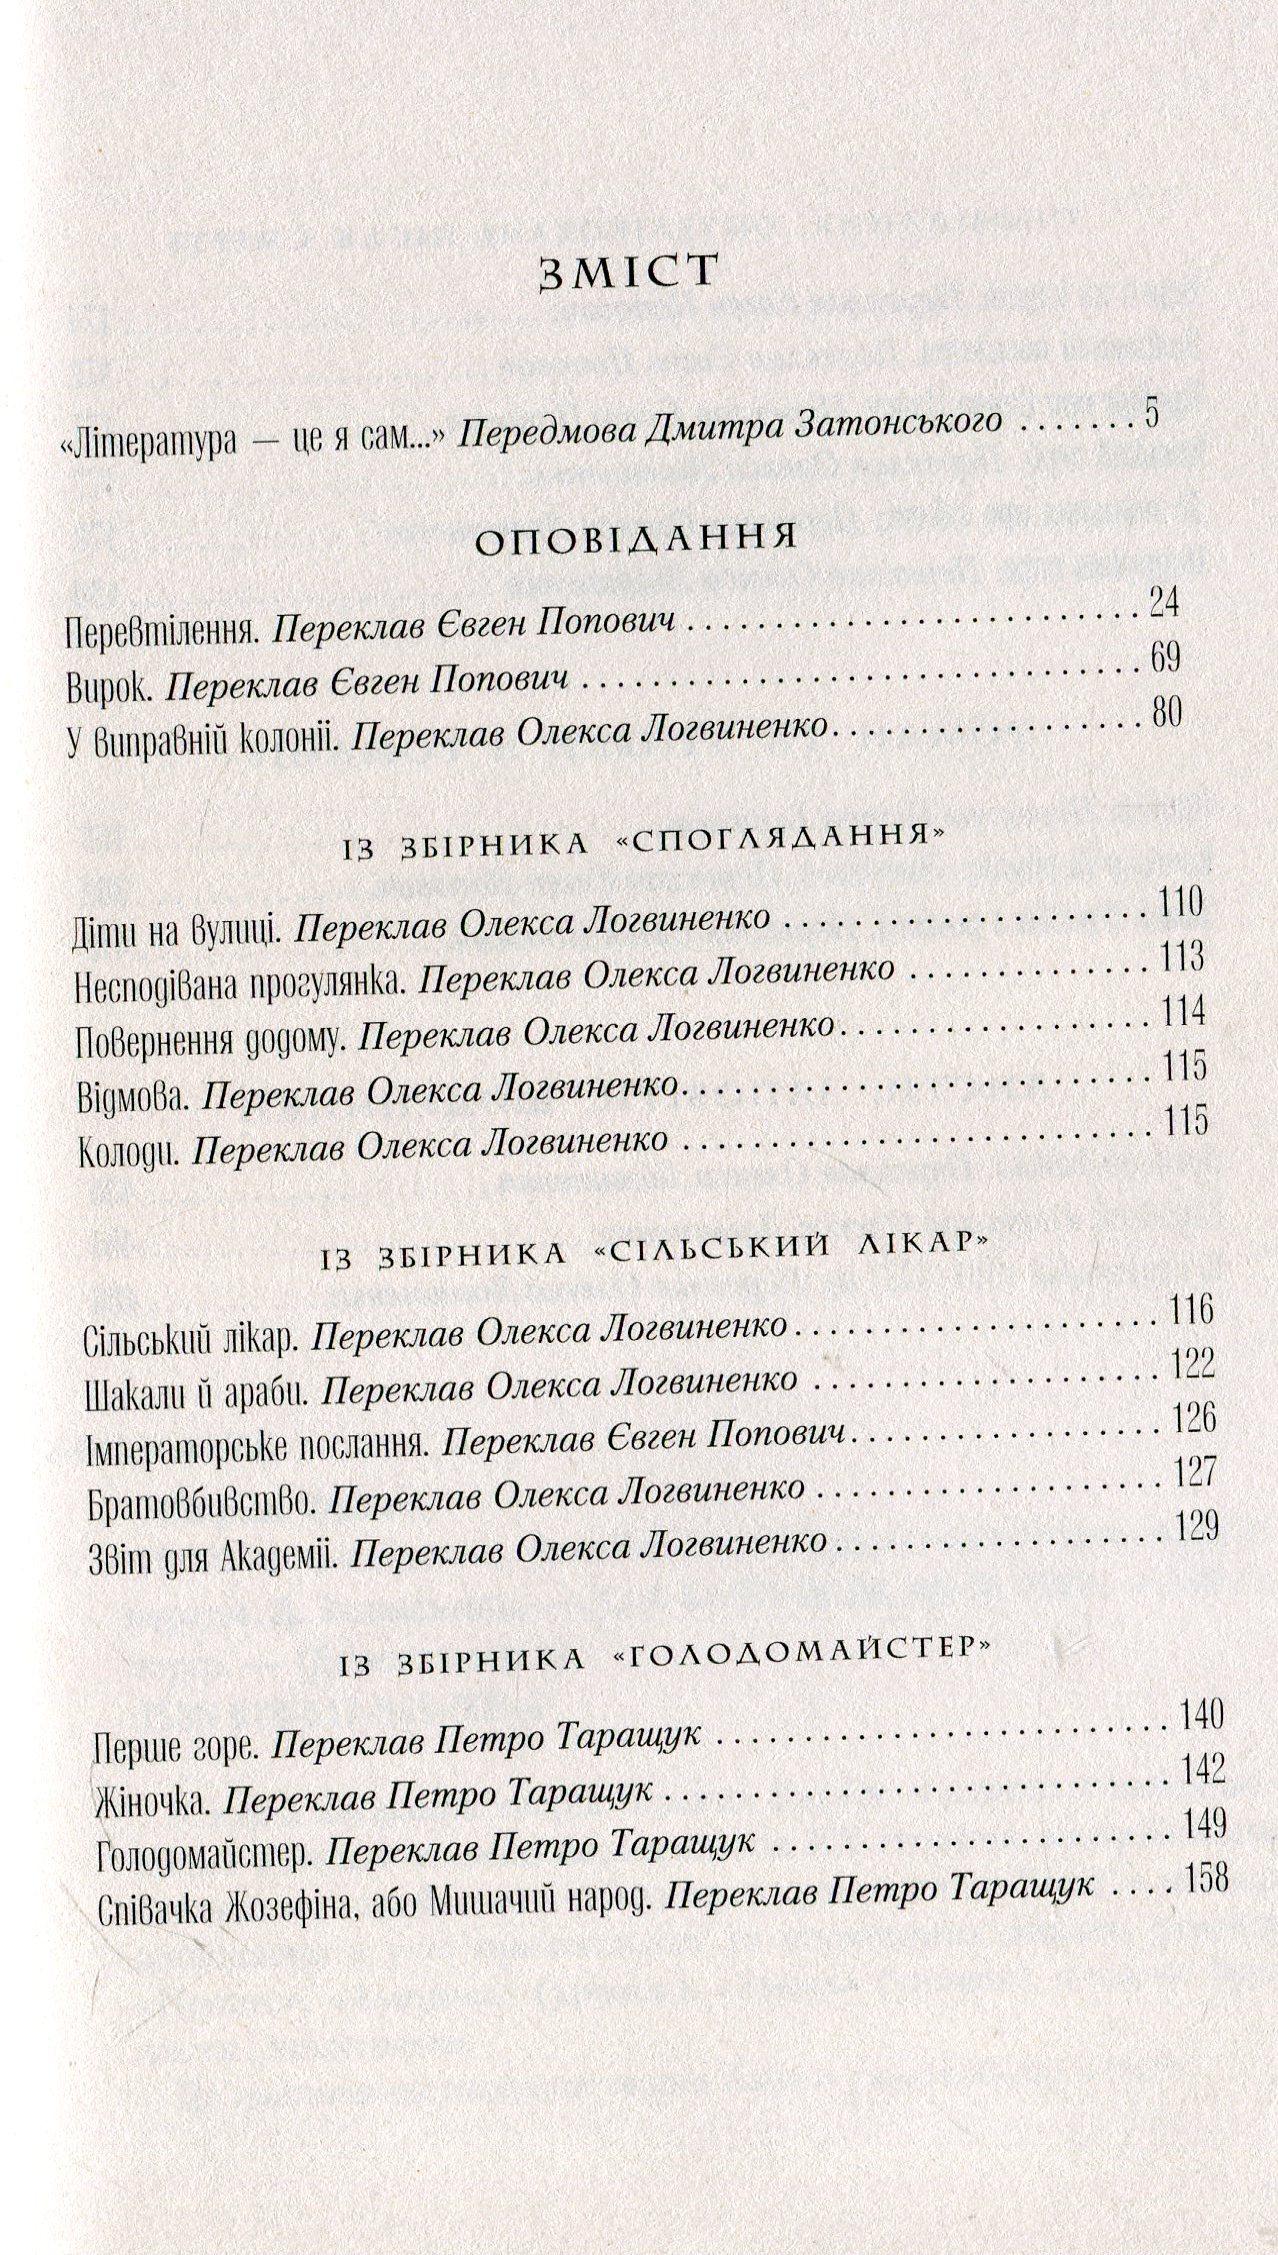 ЗМІСТ
«Література — це я сам...» Передмова Дмитра Затонського ....... 5
ОПОВІДАННЯ
Перевтілення. Переклав Євген Попович .......................... 24
Вирок. Переклав Євген Попович ................................ 69
У виправній колонії. Переклав Олекса Логвиненко.................. 80
ІЗ ЗБІРНИКА «СПОГЛЯДАННЯ»
Діти на вулиці. Переклав Олекса Логвиненко ..................... 110
Несподівана прогулянка. Переклав Олекса Логвиненко .............. 113
Повернення додому. Переклав Олекса Логвиненко.................. 114
Відмова. Переклав Олекса Логвиненко........................... 115
Колоди. Переклав Олекса Логвиненко ........................... 115
ІЗ ЗБІРНИКА «СІЛЬСЬКИЙ ЛІКАР»
Сільський лікар. Переклав Олекса Логвиненко..................... 116
Шакали й араби. Переклав Олекса Логвиненко .................... 122
Імператорське послання. Переклав Євген Попович.................. 126
Братовбивство. Переклав Олекса Логвиненко .................... 127
Звіт для Академії. Переклав Олекса Логвиненко ................... 129
ІЗ ЗБІРНИКА «ГОЛОДОМАЙСТЕР»
Перше горе. Переклав Петро Таращук .......................... 140
Жіночка. Переклав Петро Таращук ............................. 142
Голодомайстер. Переклав Петро Таращук ....................... 149
Співачка Жозефіна, або Мишачий народ. Переклав Петро Таращук .... 158